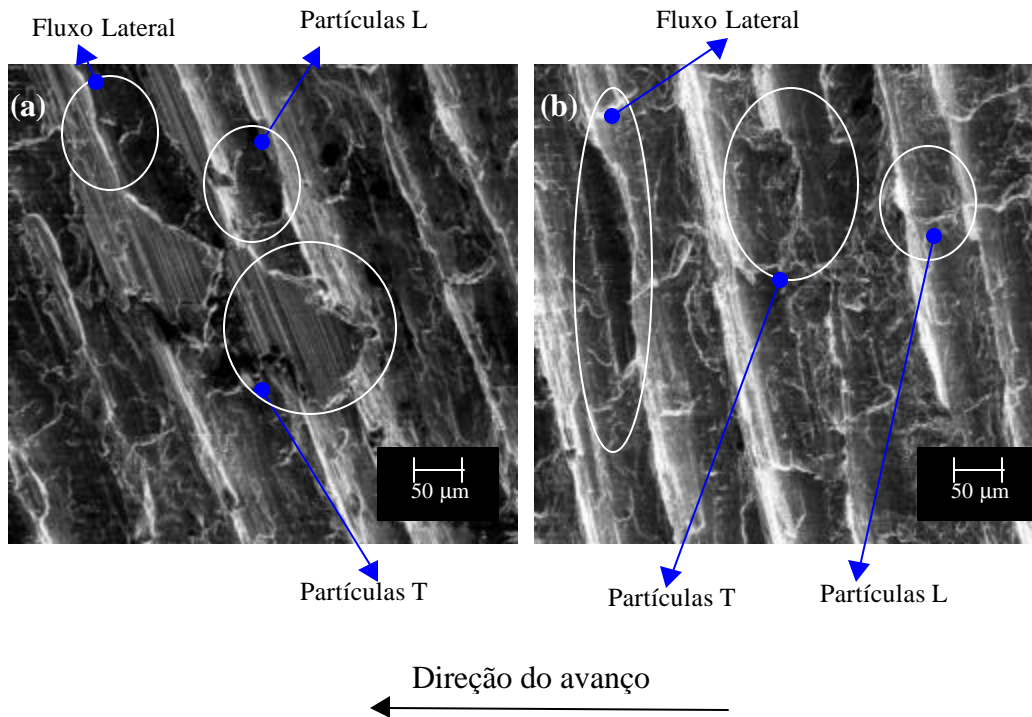 Fluxo Lateral
Partículas L
Fluxo Lateral
(a)
(b)
50 µm
50 µm
Partículas T
Partículas T
Partículas L
Direção do avanço